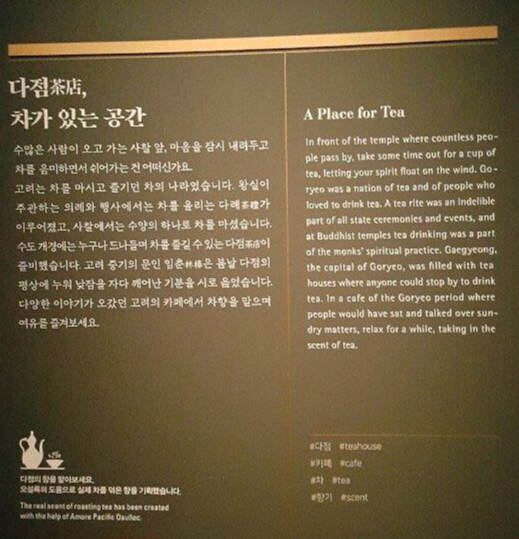 다점茶店,
차가 있는 공간
수많은 사람이 오고 가는 사찰 앞, 마음을 잠시 내려두고
차를 음미하면서 쉬어가는 건 어떠신가요.
고려는 차를 마시고 즐기던 차의 나라였습니다. 왕실이
주관하는 의례와 행사에서는 차를 올리는 다례茶禮가
이루어졌고, 사찰에서는 수양의 하나로 차를 마셨습니다.
수도 개경에는 누구나 드나들며 차를 즐길 수 있는 다점茶店이
즐비했습니다. 고려 중기의 문인 임춘林椿은 봄날 다점의
평상에 누워 낮잠을 자다 깨어난 기분을 시로 읊었습니다.
다양한 이야기가 오갔던 고려의 카페에서 차향을 맡으며
여유를 즐겨보세요.
A Place for Tea
In front of the temple where countless peo-
ple pass by, take some time out for a cup of
tea, letting your spirit float on the wind. Go-
ryeo was a nation of tea and of people who
loved to drink tea. A tea rite was an indelible
part of all state ceremonies and events, and
at Buddhist temples tea drinking was a part
of the monks' spiritual practice. Gaegyeong,
the capital of Goryeo, was filled with tea
houses where anyone could stop by to drink
tea. In a cafe of the Goryeo period where
people would have sat and talked over sun-
dry matters, relax for a while, taking in the
scent of tea.
다점의 향을 맡아보세요.
오설록의 도움으로 실제 차를 덖은 향을 기획했습니다.
The real scent of roasting tea has been created
with the help of Amore Pacific Osulloc.
#다점 #teahouse
#카페 #cafe
#차 #tea
#향기 #scent